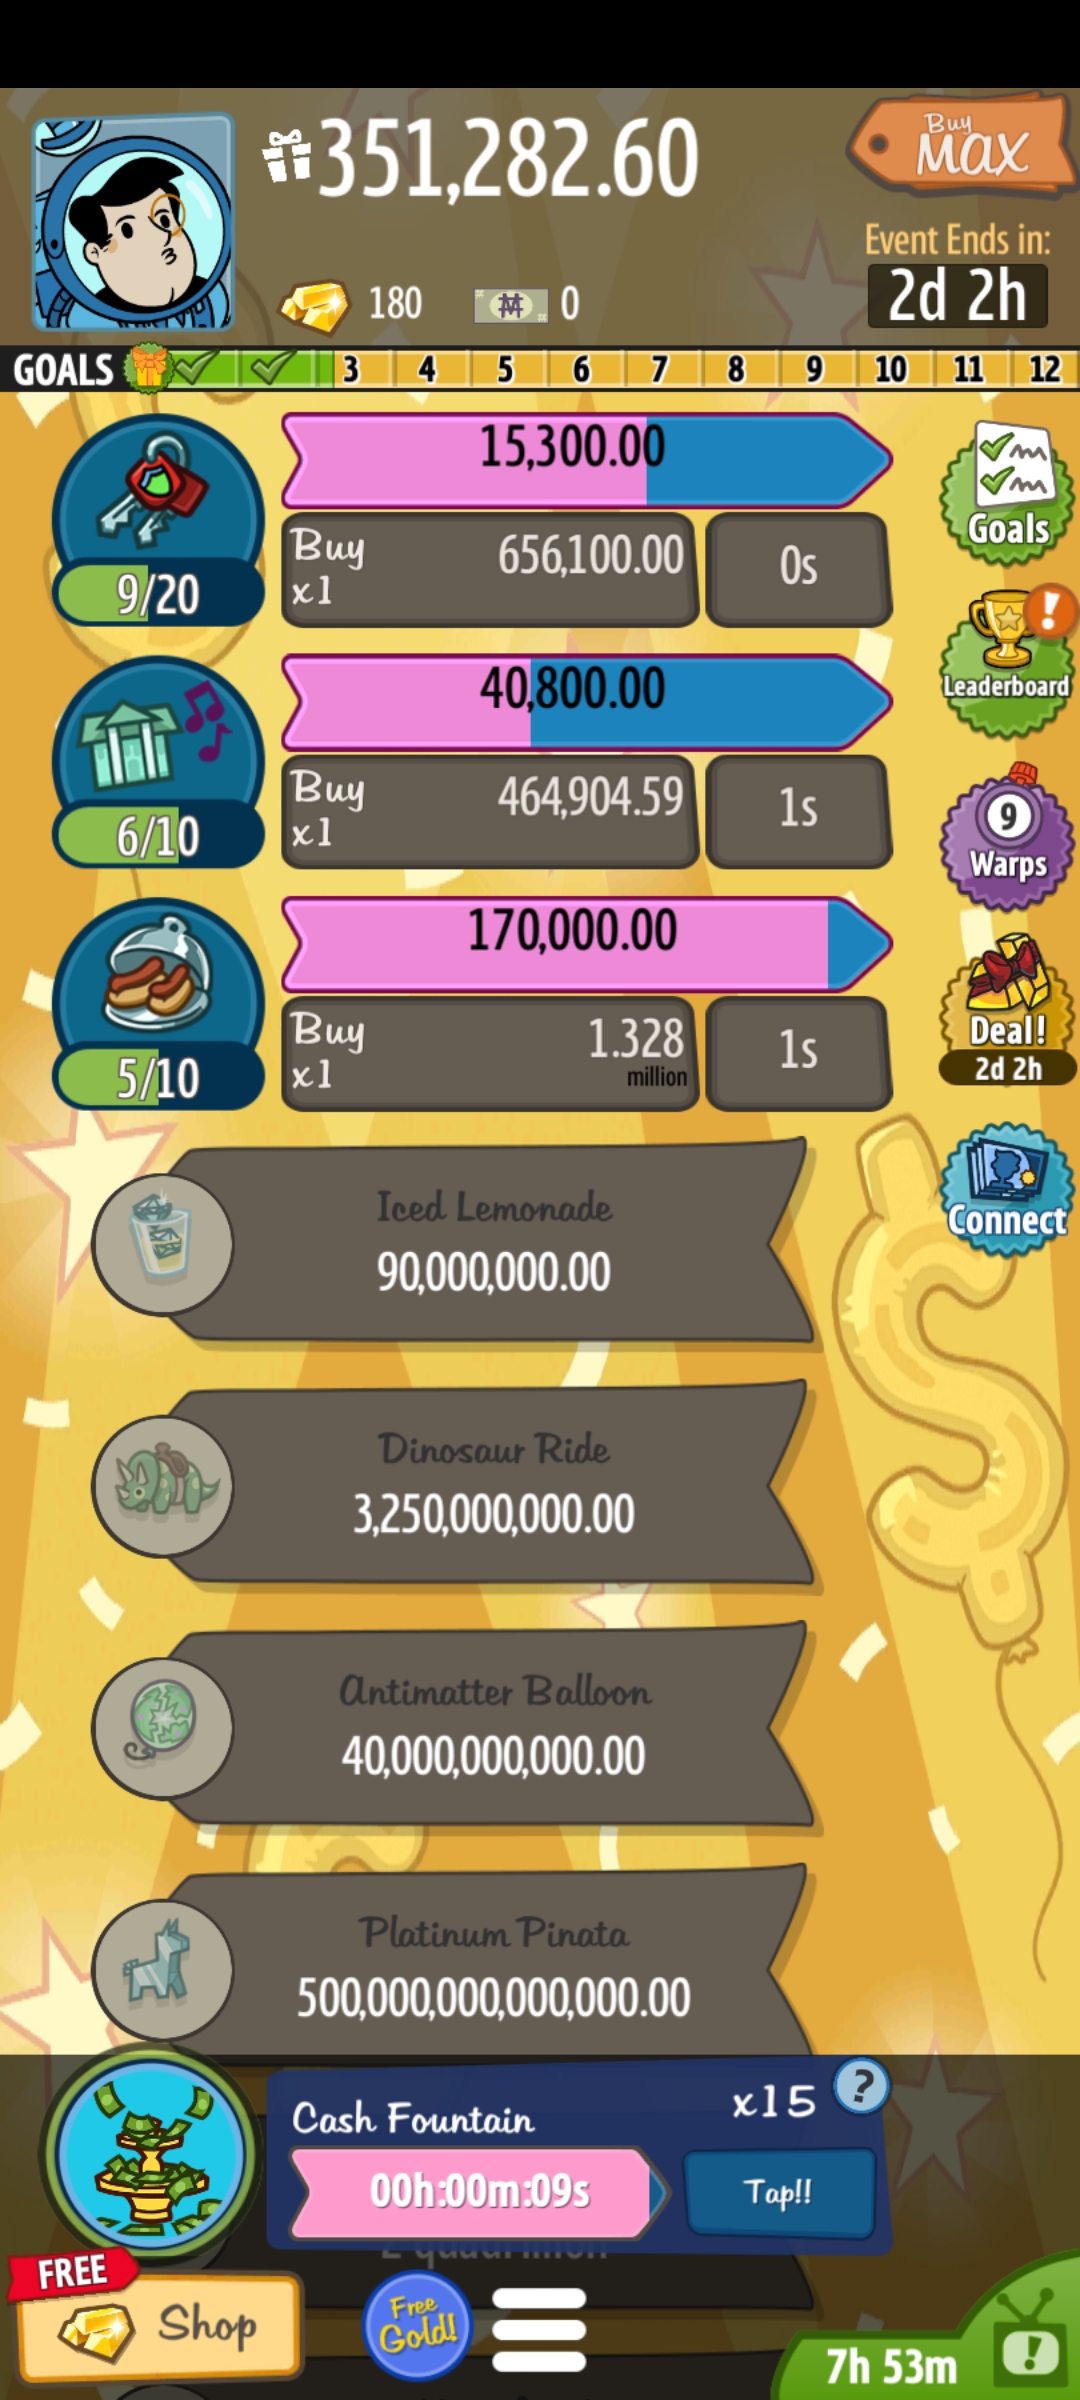 351,282.60
Buy
MAX
Event Ends in:
2d 2h
180
0
GOALS 3 4 5 6 7 8 9 10 11 12
15,300.00
Buy
x1
656,100.00
0s
9/20
Goals
40,800.00
Buy
x1
464,904.59
1s
6/10
!
Leaderboard
170,000.00
Buy
x1
1.328
million
1s
5/10
9
Warps
Deal!
2d 2h
Connect
Iced Lemonade
90,000,000.00
Dinosaur Ride
3,250,000,000.00
Antimatter Balloon
40,000,000,000.00
Platinum Pinata
500,000,000,000,000.00
Cash Fountain
x15
?
00h:00m:09s
Tap!!
FREE
Shop
Free
Gold!
7h 53m
!